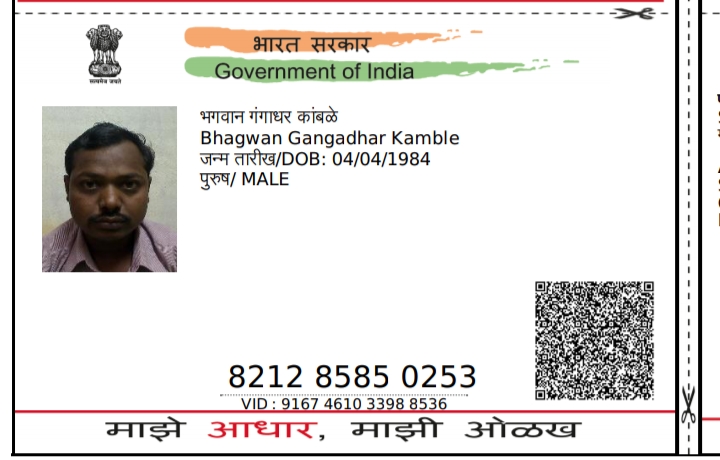 सत्यमेव जयते
भारत सरकार
Government of India
भगवान गंगाधर कांबळे
Bhagwan Gangadhar Kamble
जन्म तारीख/DOB: 04/04/1984
पुरुष/ MALE
8212 8585 0253
VID : 9167 4610 3398 8536
माझे आधार, माझी ओळख